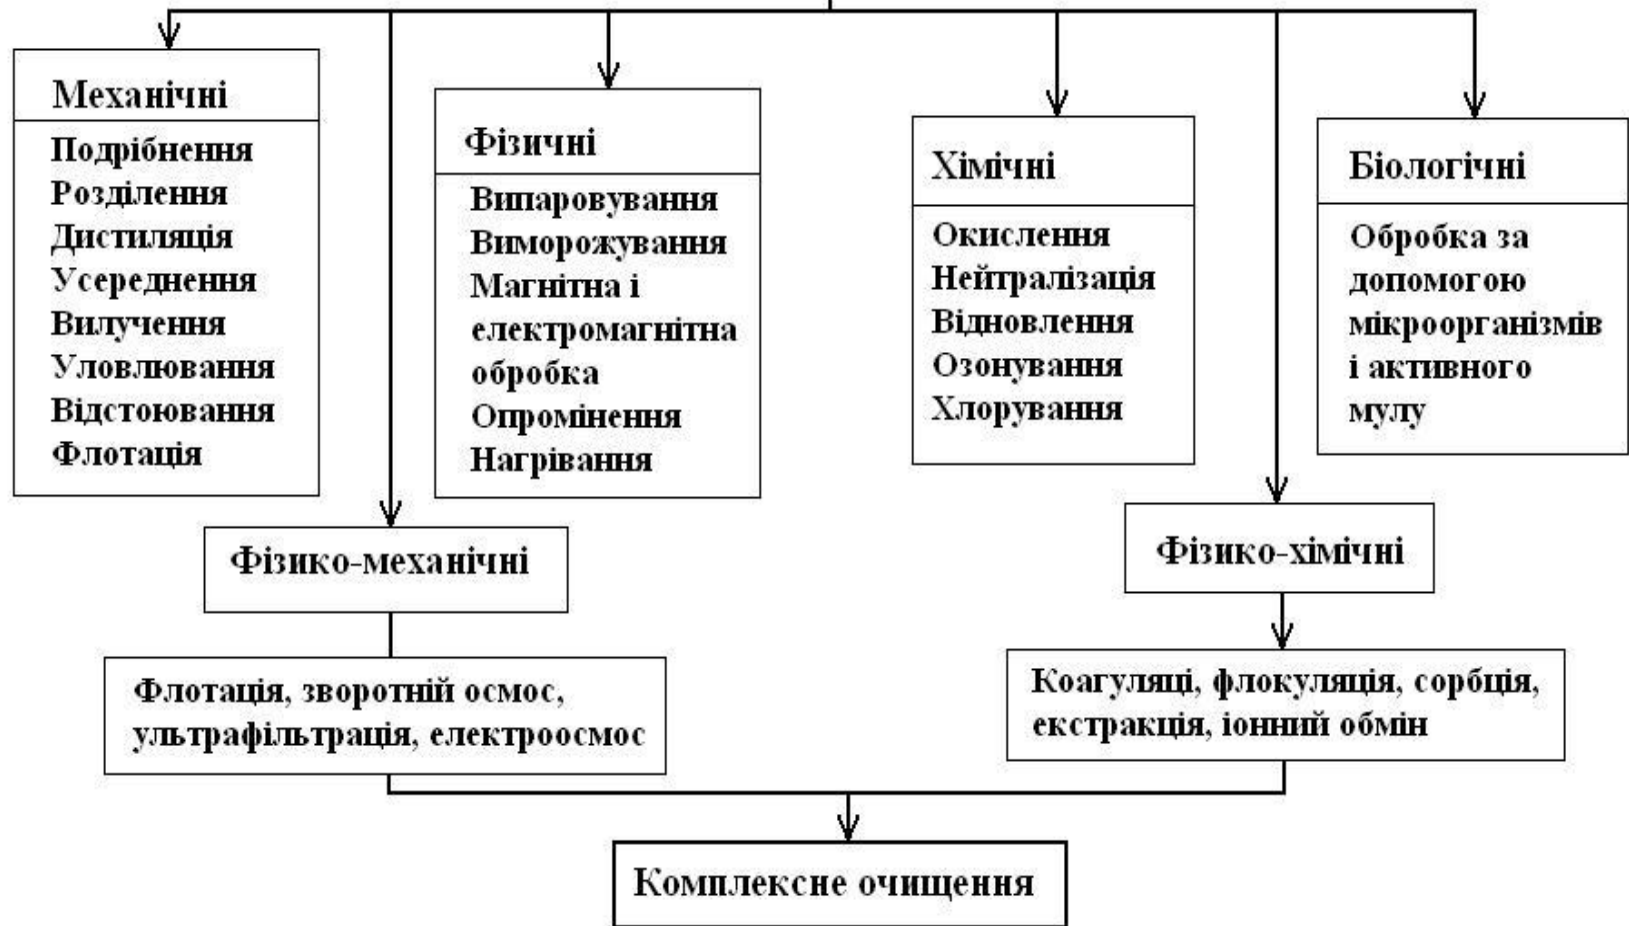 Механічні
Подрібнення
Розділення
Дистиляція
Усереднення
Вилучення
Уловлювання
Відстоювання
Флотація
Фізичні
Випаровування
Виморожування
Магнітна і
електромагнітна
обробка
Опромінення
Нагрівання
Хімічні
Окислення
Нейтралізація
Відновлення
Озонування
Хлорування
Біологічні
Обробка за
допомогою
мікроорганізмів
і активного
мулу
Фізико-механічні
Флотація, зворотній осмос,
ультрафільтрація, електроосмос
Фізико-хімічні
Коагуляці, флокуляція, сорбція,
екстракція, іонний обмін
Комплексне очищення